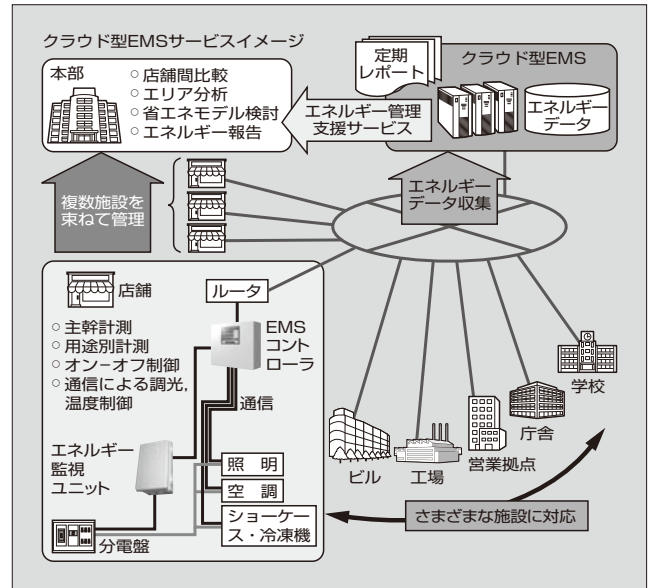 クラウド型EMSサービスイメージ
本部
○ 店舗間比較
○ エリア分析
○ 省エネモデル検討
○ エネルギー報告
エネルギー管理
支援サービス
定期
レポート
クラウド型EMS
エネルギー
データ
複数施設を
束ねて管理
エネルギー
データ収集
店舗
○ 主幹計測
○ 用途別計測
○ オン−オフ制御
○ 通信による調光,
温度制御
ルータ
EMS
コント
ローラ
通信
エネルギー
監視
ユニット
分電盤
照 明
空 調
ショーケー
ス・冷凍機
ビル
工場
営業拠点
庁舎
学校
さまざまな施設に対応